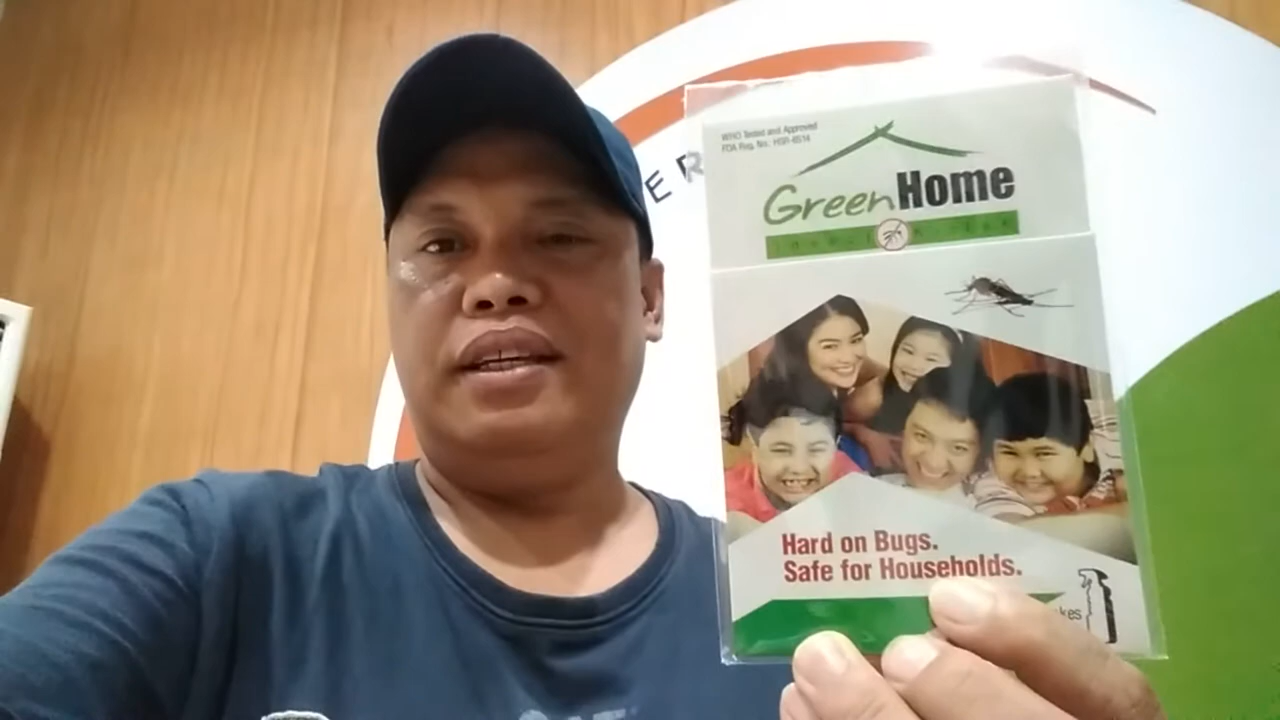 WHO Tested and Approved
FDA Reg. No.: HSR-6514
GreenHome
Hard on Bugs.
Safe for Households.